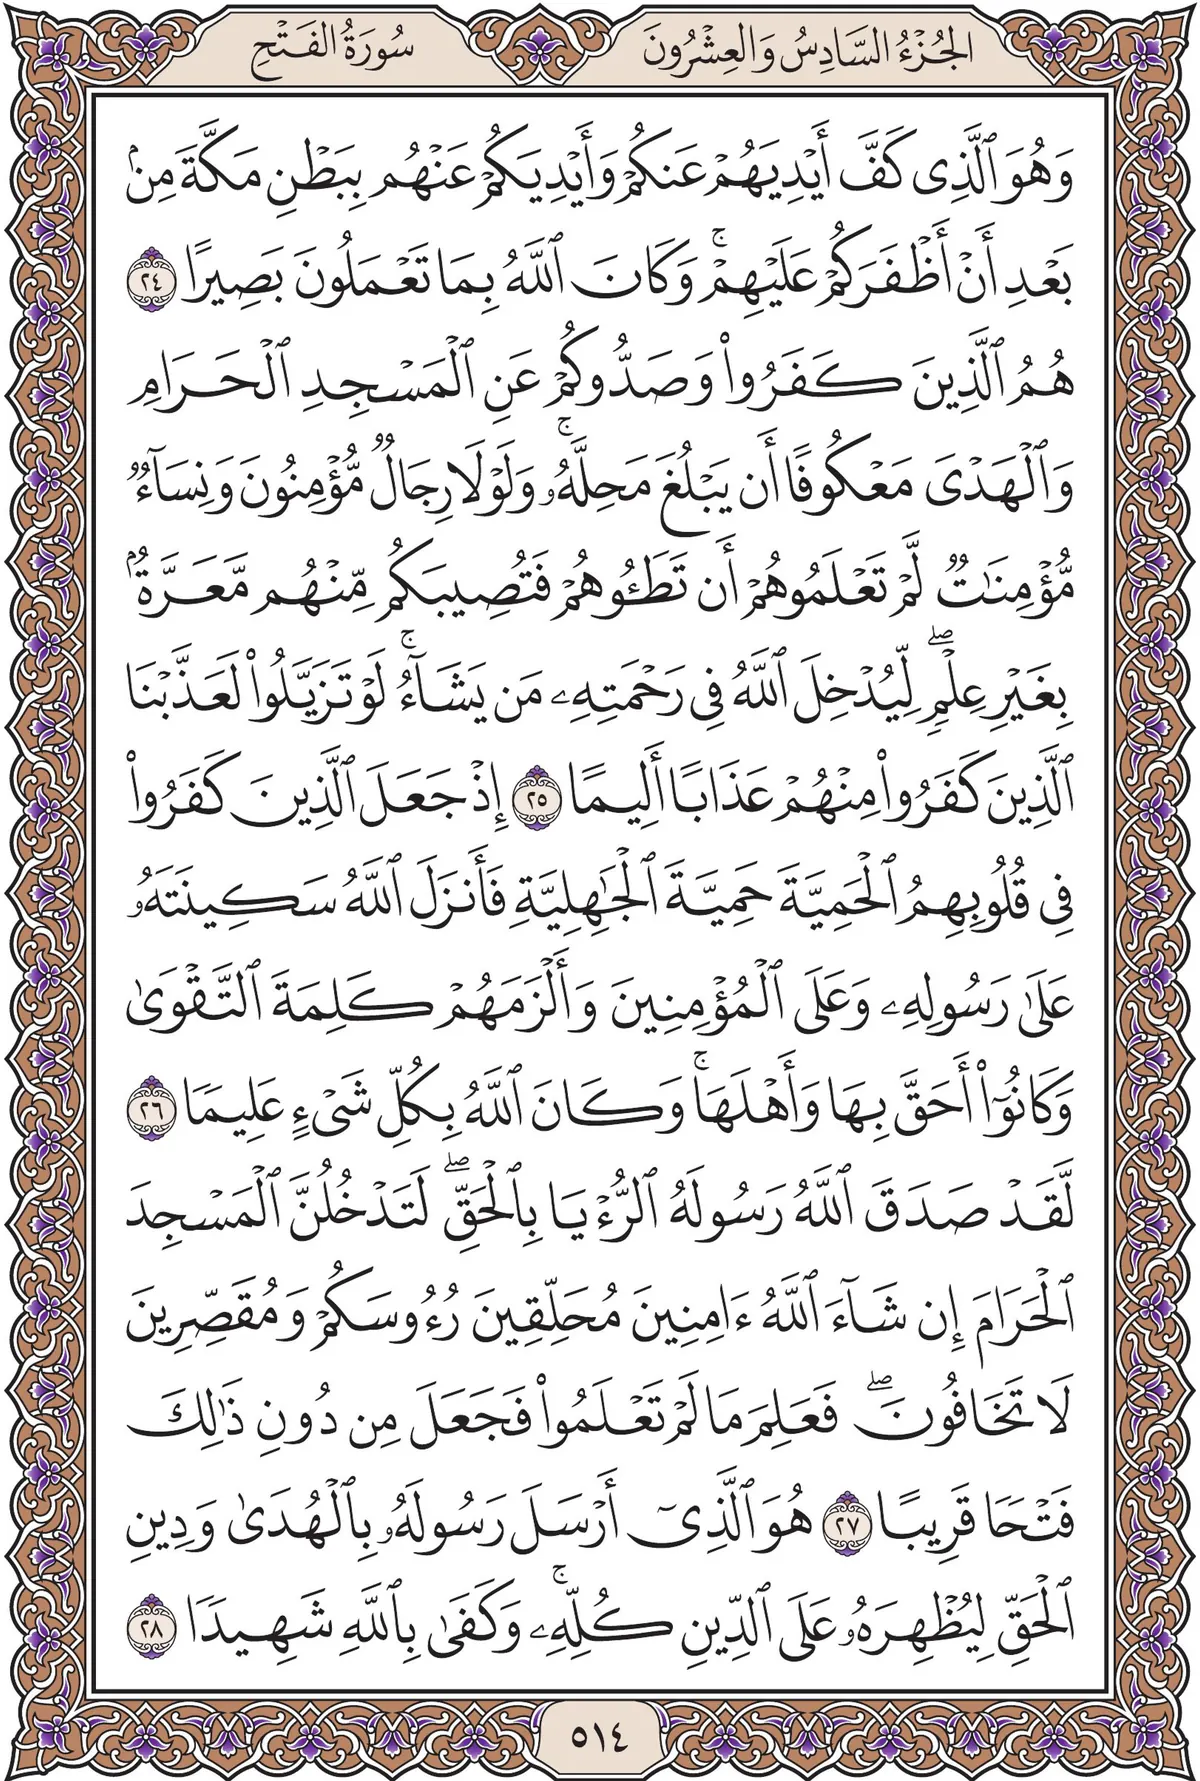 الجُزْءُ السَّادِسُ وَالعِشْرُونَ
سُورَةُ الفَتْحِ
وَهُوَ ٱلَّذِى كَفَّ أَيْدِيَهُمْ عَنكُمْ وَأَيْدِيَكُمْ عَنْهُم بِبَطْنِ مَكَّةَ مِنۢ
بَعْدِ أَنْ أَظْفَرَكُمْ عَلَيْهِمْ ۚ وَكَانَ ٱللَّهُ بِمَا تَعْمَلُونَ بَصِيرًا ٢٤
هُمُ ٱلَّذِينَ كَفَرُوا۟ وَصَدُّوكُمْ عَنِ ٱلْمَسْجِدِ ٱلْحَرَامِ
وَٱلْهَدْىَ مَعْكُوفًا أَن يَبْلُغَ مَحِلَّهُۥ ۚ وَلَوْلَا رِجَالٌ مُّؤْمِنُونَ وَنِسَآءٌ
مُّؤْمِنَـٰتٌ لَّمْ تَعْلَمُوهُمْ أَن تَطَـُٔوهُمْ فَتُصِيبَكُم مِّنْهُم مَّعَرَّةٌۢ
بِغَيْرِ عِلْمٍ ۖ لِّيُدْخِلَ ٱللَّهُ فِى رَحْمَتِهِۦ مَن يَشَآءُ ۚ لَوْ تَزَيَّلُوا۟ لَعَذَّبْنَا
ٱلَّذِينَ كَفَرُوا۟ مِنْهُمْ عَذَابًا أَلِيمًا ٢٥ إِذْ جَعَلَ ٱلَّذِينَ كَفَرُوا۟
فِى قُلُوبِهِمُ ٱلْحَمِيَّةَ حَمِيَّةَ ٱلْجَـٰهِلِيَّةِ فَأَنزَلَ ٱللَّهُ سَكِينَتَهُۥ
عَلَىٰ رَسُولِهِۦ وَعَلَى ٱلْمُؤْمِنِينَ وَأَلْزَمَهُمْ كَلِمَةَ ٱلتَّقْوَىٰ
وَكَانُوٓا۟ أَحَقَّ بِهَا وَأَهْلَهَا ۚ وَكَانَ ٱللَّهُ بِكُلِّ شَىْءٍ عَلِيمًا ٢٦
لَّقَدْ صَدَقَ ٱللَّهُ رَسُولَهُ ٱلرُّءْيَا بِٱلْحَقِّ ۖ لَتَدْخُلُنَّ ٱلْمَسْجِدَ
ٱلْحَرَامَ إِن شَآءَ ٱللَّهُ ءَامِنِينَ مُحَلِّقِينَ رُءُوسَكُمْ وَمُقَصِّرِينَ
لَا تَخَافُونَ ۖ فَعَلِمَ مَا لَمْ تَعْلَمُوا۟ فَجَعَلَ مِن دُونِ ذَٰلِكَ
فَتْحًا قَرِيبًا ٢٧ هُوَ ٱلَّذِىٓ أَرْسَلَ رَسُولَهُۥ بِٱلْهُدَىٰ وَدِينِ
ٱلْحَقِّ لِيُظْهِرَهُۥ عَلَى ٱلدِّينِ كُلِّهِۦ ۚ وَكَفَىٰ بِٱللَّهِ شَهِيدًا ٢٨
٥١٤